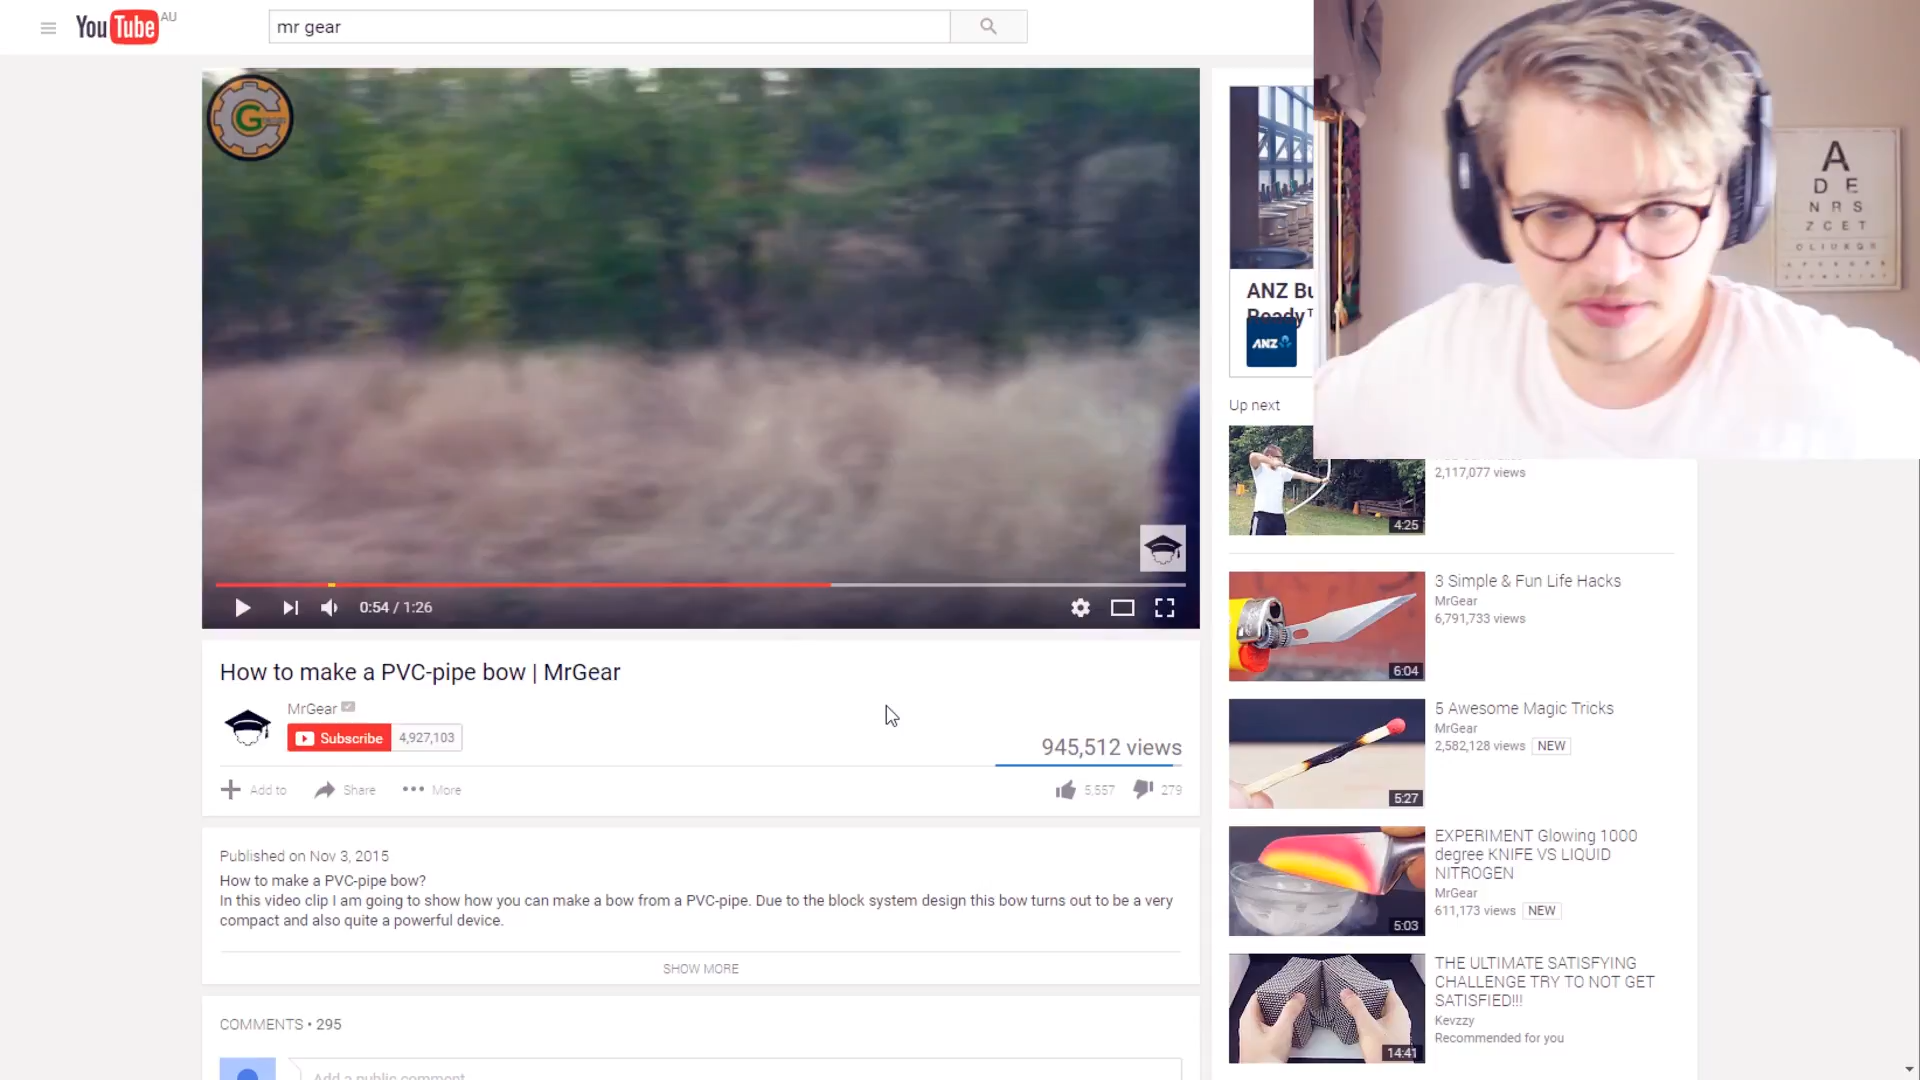 YouTube AU
mr gear
G
0:54 / 1:26
How to make a PVC-pipe bow | MrGear
MrGear
Subscribe 4,927,103
945,512 views
Add to Share More
5,557 279
Published on Nov 3, 2015
How to make a PVC-pipe bow?
In this video clip I am going to show how you can make a bow from a PVC-pipe. Due to the block system design this bow turns out to be a very
compact and also quite a powerful device.
SHOW MORE
COMMENTS • 295
Add a public comment
ANZ Bu
Ready™
ANZ
Up next
2,117,077 views
4:25
3 Simple & Fun Life Hacks
MrGear
6,791,733 views
6:04
5 Awesome Magic Tricks
MrGear
2,582,128 views NEW
5:27
EXPERIMENT Glowing 1000
degree KNIFE VS LIQUID
NITROGEN
MrGear
611,173 views NEW
5:03
THE ULTIMATE SATISFYING
CHALLENGE TRY TO NOT GET
SATISFIED!!!
Kevzzy
Recommended for you
14:41
A
D E
N R S
Z C E T